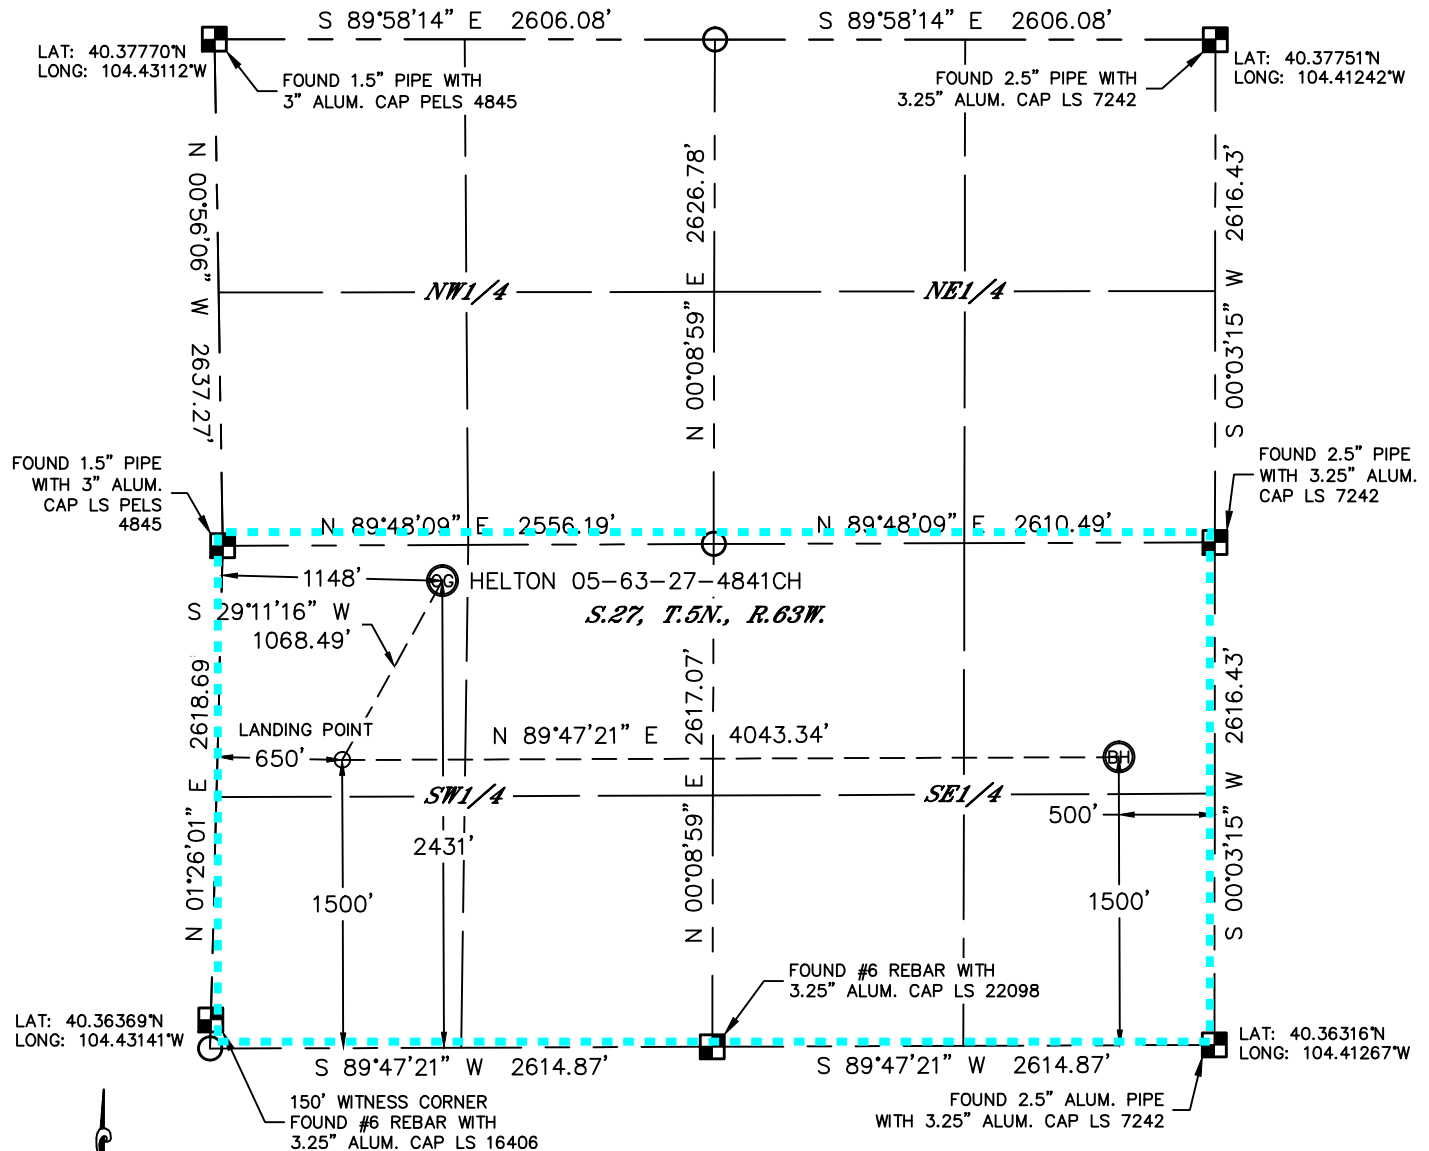 S 89°58'14" E 2606.08'
S 89°58'14" E 2606.08'
LAT: 40.37770°N
LONG: 104.43112°W
FOUND 1.5" PIPE WITH
3" ALUM. CAP PELS 4845
FOUND 2.5" PIPE WITH
3.25" ALUM. CAP LS 7242
LAT: 40.37751°N
LONG: 104.41242°W
N 00°56'06" W 2637.27'
N 00°08'59" E 2626.78'
S 00°03'15" W 2616.43'
NW1/4
NE1/4
FOUND 1.5" PIPE
WITH 3" ALUM.
CAP LS PELS
4845
FOUND 2.5" PIPE
WITH 3.25" ALUM.
CAP LS 7242
N 89°48'09" E 2556.19'
N 89°48'09" E 2610.49'
1148'
OG
HELTON 05-63-27-4841CH
S.27, T.5N., R.63W.
S 29°11'16" W
1068.49'
N 01°26'01" E 2618.69'
N 00°08'59" E 2617.07'
S 00°03'15" W 2616.43'
LANDING POINT
650'
N 89°47'21" E 4043.34'
BH
SW1/4
SE1/4
500'
2431'
1500'
1500'
FOUND #6 REBAR WITH
3.25" ALUM. CAP LS 22098
LAT: 40.36369°N
LONG: 104.43141°W
LAT: 40.36316°N
LONG: 104.41267°W
S 89°47'21" W 2614.87'
S 89°47'21" W 2614.87'
150' WITNESS CORNER
FOUND #6 REBAR WITH
3.25" ALUM. CAP LS 16406
FOUND 2.5" ALUM. PIPE
WITH 3.25" ALUM. CAP LS 7242